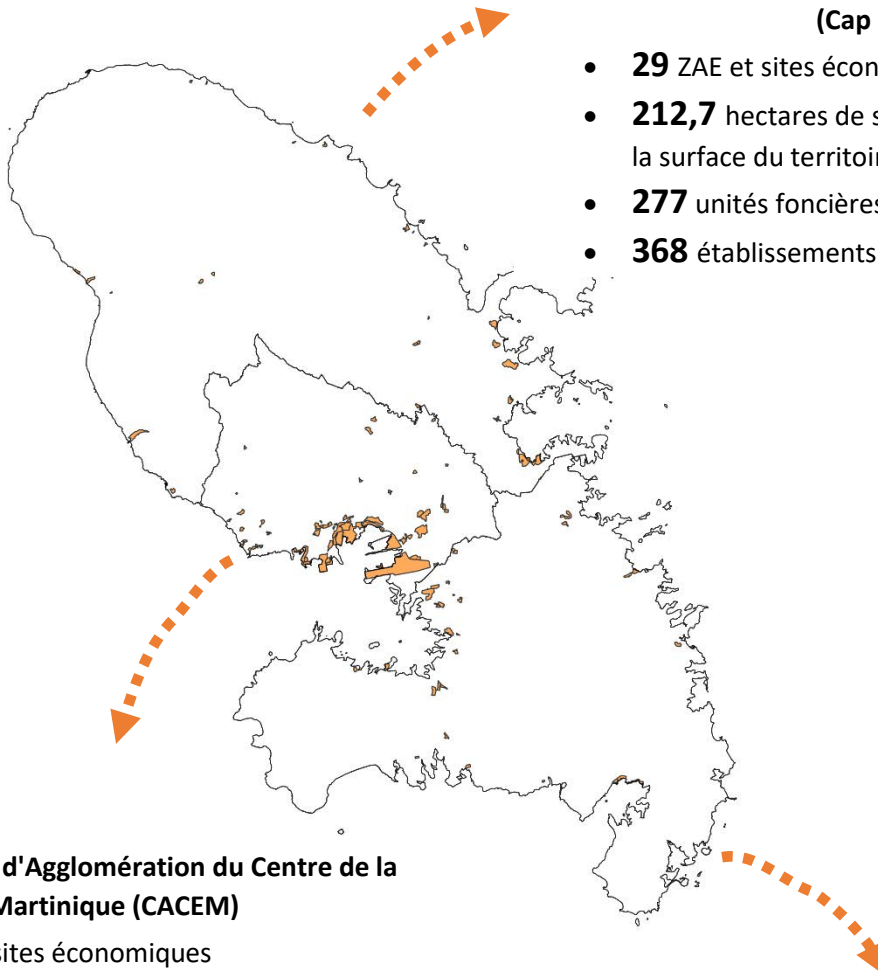 (Cap
• 29 ZAE et sites écon
• 212,7 hectares de s
la surface du territoir
• 277 unités foncières
• 368 établissements
d'Agglomération du Centre de la
Martinique (CACEM)
sites économiques